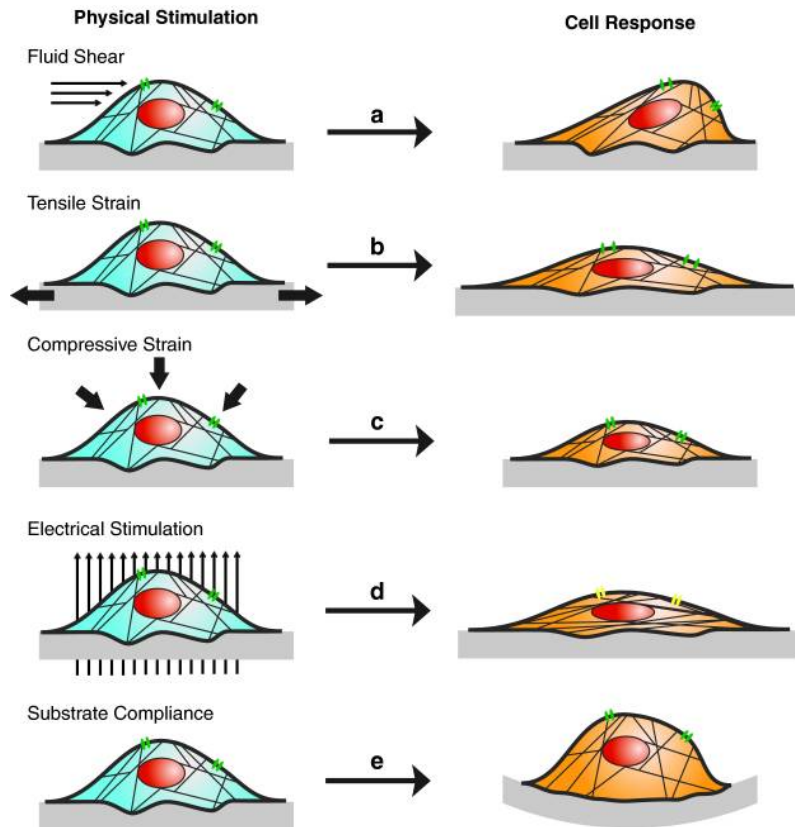 Physical Stimulation
Cell Response
Fluid Shear
a
Tensile Strain
b
Compressive Strain
c
Electrical Stimulation
d
Substrate Compliance
e